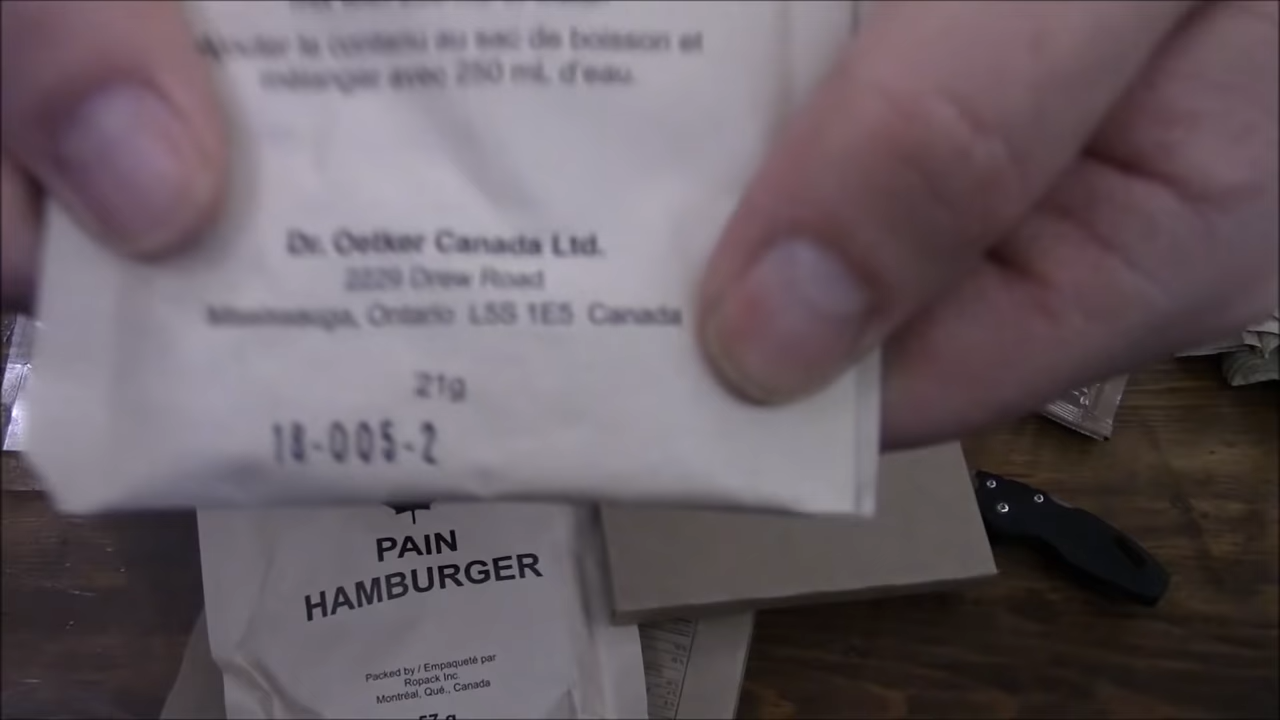 Ajouter le contenu au sac de boisson et
mélanger avec 250 mL d'eau.
Dr. Oetker Canada Ltd.
2229 Drew Road
Mississauga, Ontario L5S 1E5 Canada
21g
18-005-2
PAIN
HAMBURGER
Packed by / Empaqueté par
Ropack Inc
Montréal, Qué., Canada
57 g